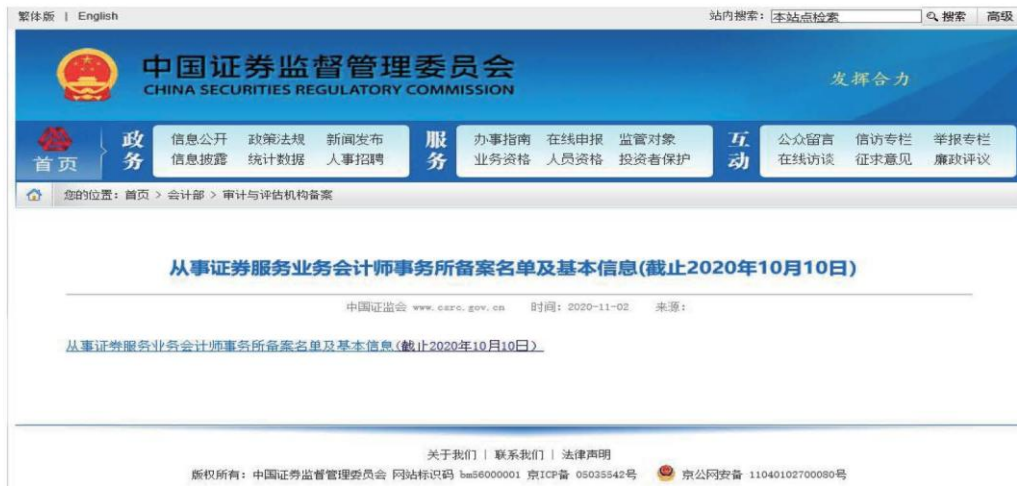 繁体版 | English 站内搜索: 本站点检索 搜索 高级
中国证券监督管理委员会
CHINA SECURITIES REGULATORY COMMISSION
发挥合力
首页
政务
信息公开 政策法规 新闻发布
信息披露 统计数据 人事招聘
服务
办事指南 在线申报 监管对象
业务资格 人员资格 投资者保护
互动
公众留言 信访专栏 举报专栏
在线访谈 征求意见 廉政评议
您的位置: 首页 > 会计部 > 审计与评估机构备案
从事证券服务业务会计师事务所备案名单及基本信息(截止2020年10月10日)
中国证监会 www.csrc.gov.cn 时间: 2020-11-02 来源:
从事证券服务业务会计师事务所备案名单及基本信息(截止2020年10月10日)
关于我们 | 联系我们 | 法律声明
版权所有: 中国证券监督管理委员会 网站标识码 bm56000001 京ICP备 05035542号 京公网安备 11040102700080号